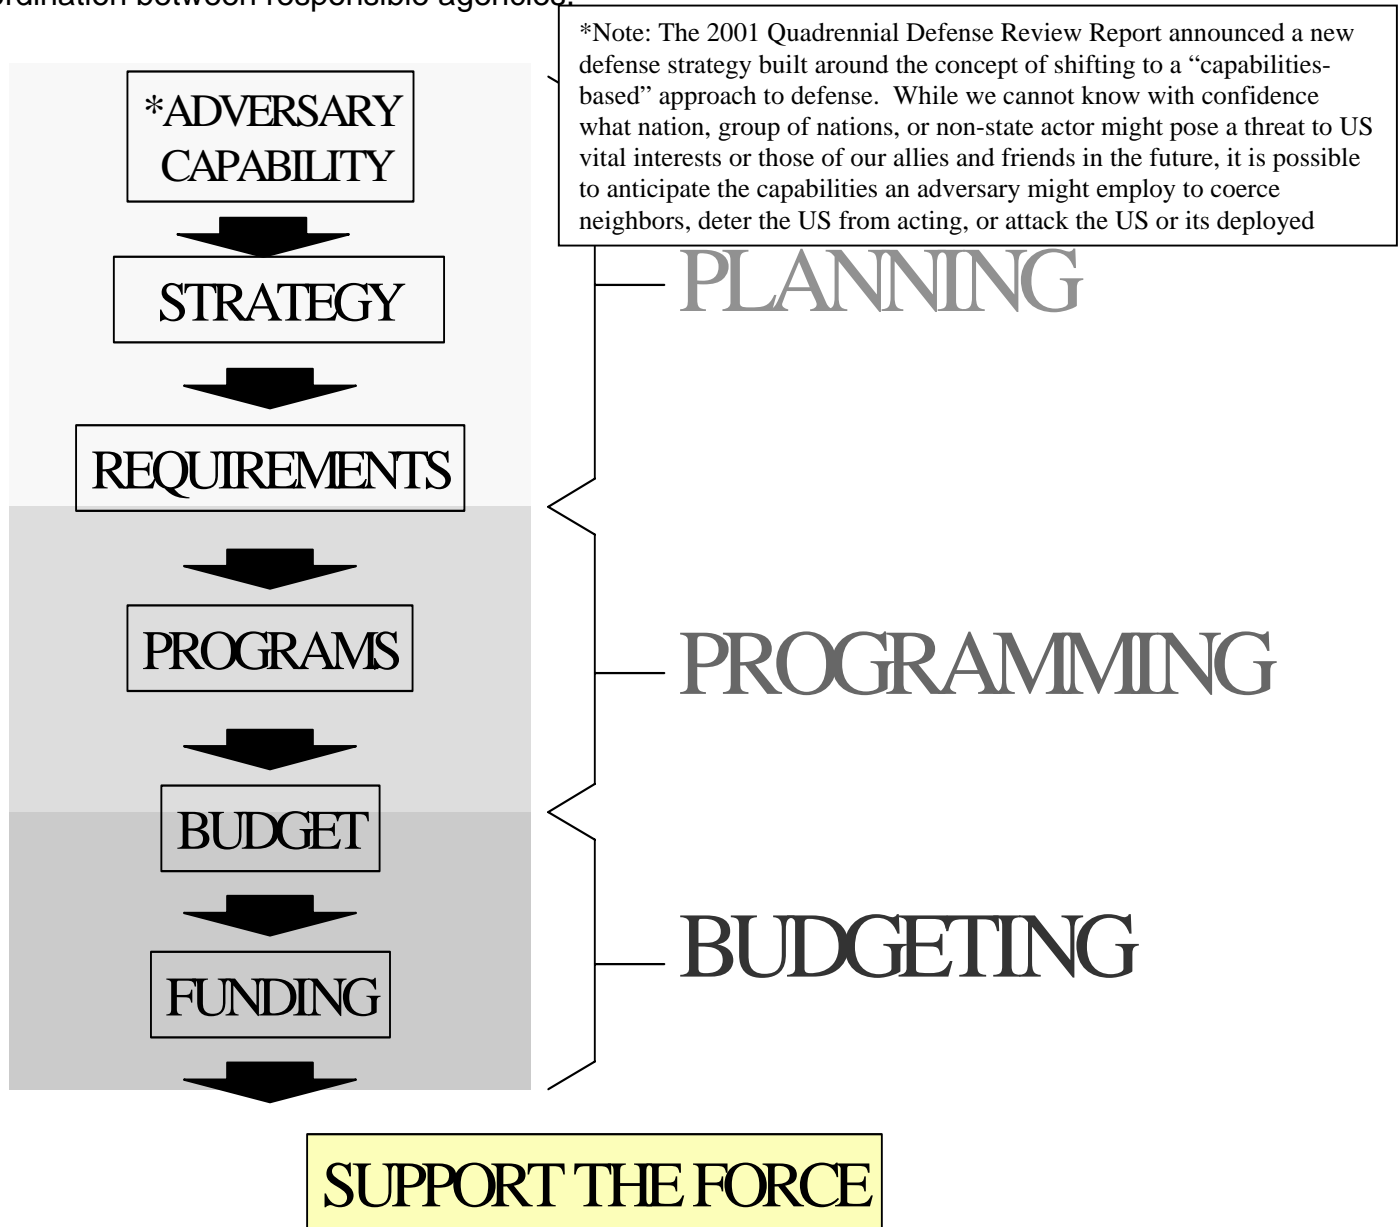 rdination between responsible agencies.
*Note: The 2001 Quadrennial Defense Review Report announced a new
defense strategy built around the concept of shifting to a “capabilities-
based” approach to defense.  While we cannot know with confidence
what nation, group of nations, or non-state actor might pose a threat to US
vital interests or those of our allies and friends in the future, it is possible
to anticipate the capabilities an adversary might employ to coerce
neighbors, deter the US from acting, or attack the US or its deployed
*ADVERSARY
CAPABILITY
STRATEGY
PLANNING
REQUIREMENTS
PROGRAMS
PROGRAMMING
BUDGET
BUDGETING
FUNDING
SUPPORT THE FORCE